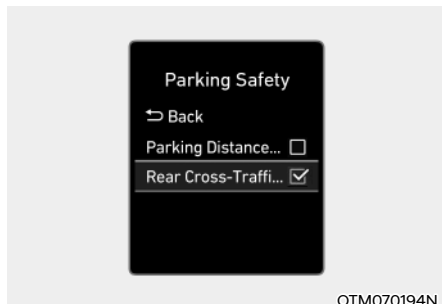 Parking Safety
Back
Parking Distance...
Rear Cross-Traffi...
OTM070194N